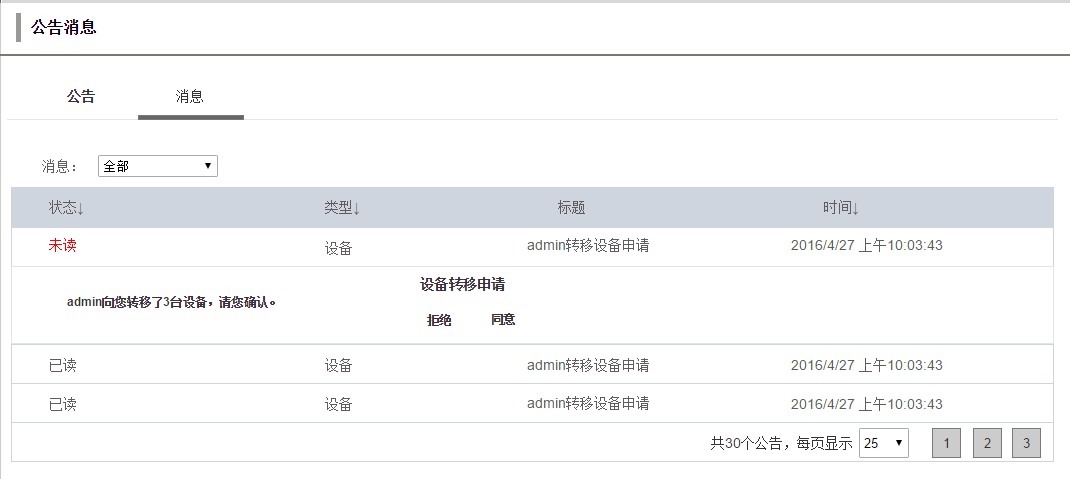 公告消息
公告 消息
消息： 全部
状态↓ 类型↓ 标题 时间↓
未读 设备 admin转移设备申请 2016/4/27 上午10:03:43
设备转移申请
admin向您转移了3台设备，请您确认。
拒绝 同意
已读 设备 admin转移设备申请 2016/4/27 上午10:03:43
已读 设备 admin转移设备申请 2016/4/27 上午10:03:43
共30个公告，每页显示 25 1 2 3